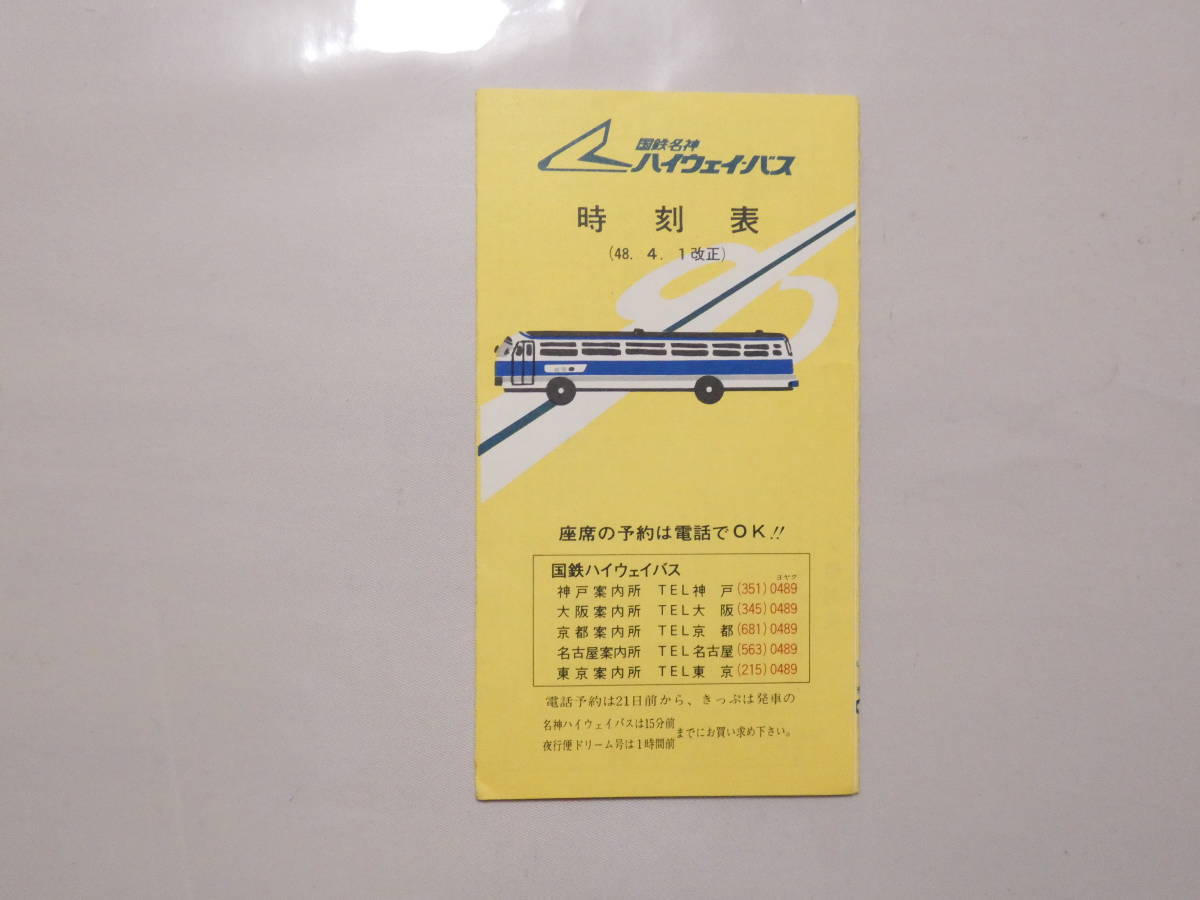 国鉄名神
ハイウェイ・バス
時刻表
(48. 4. 1改正)
座席の予約は電話でOK!!
国鉄ハイウェイバス
ヨヤク
神戸案内所 TEL神戸(351)0489
大阪案内所 TEL大阪(345)0489
京都案内所 TEL京都(681)0489
名古屋案内所 TEL名古屋(563)0489
東京案内所 TEL東京(215)0489
電話予約は21日前から、きっぷは発車の
名神ハイウェイバスは15分前
夜行便ドリーム号は1時間前
までにお買い求め下さい。